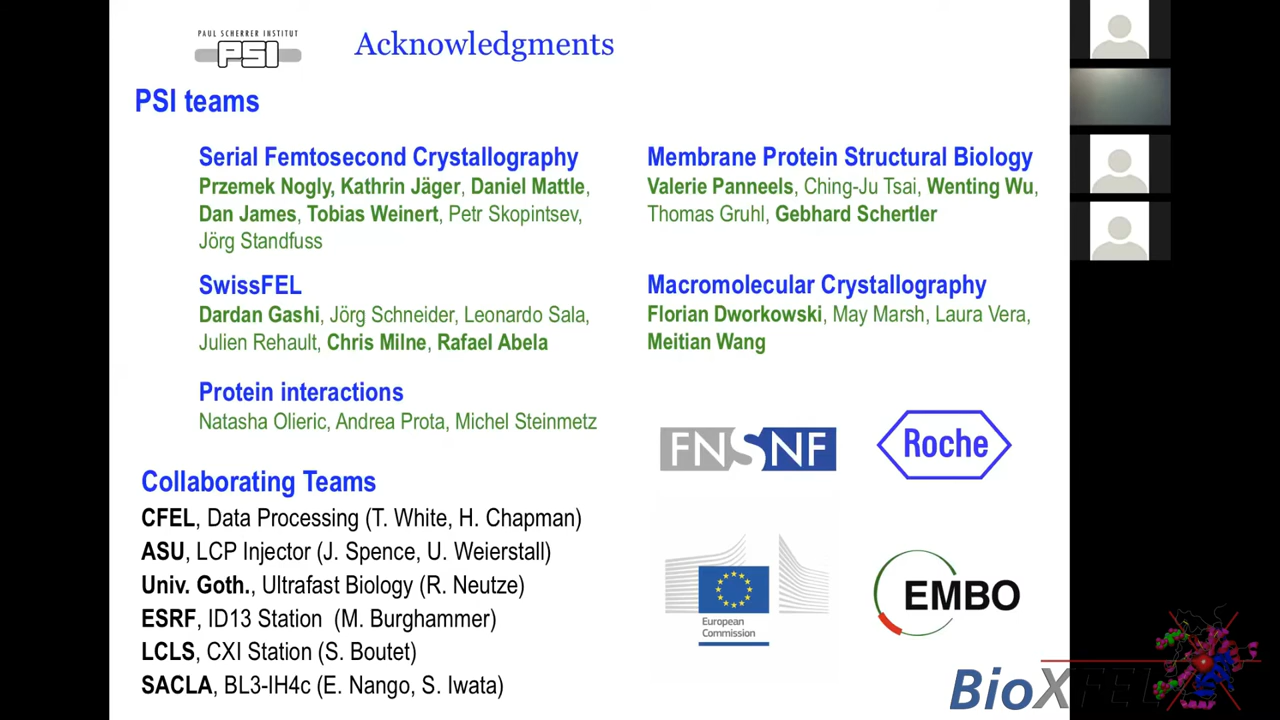 PAUL SCHERRER INSTITUT
PSI
Acknowledgments
PSI teams
Serial Femtosecond Crystallography
Przemek Nogly, Kathrin Jäger, Daniel Mattle,
Dan James, Tobias Weinert, Petr Skopintsev,
Jörg Standfuss
Membrane Protein Structural Biology
Valerie Panneels, Ching-Ju Tsai, Wenting Wu,
Thomas Gruhl, Gebhard Schertler
SwissFEL
Dardan Gashi, Jörg Schneider, Leonardo Sala,
Julien Rehault, Chris Milne, Rafael Abela
Macromolecular Crystallography
Florian Dworkowski, May Marsh, Laura Vera,
Meitian Wang
Protein interactions
Natasha Olieric, Andrea Prota, Michel Steinmetz
FNSNF
Roche
Collaborating Teams
CFEL, Data Processing (T. White, H. Chapman)
ASU, LCP Injector (J. Spence, U. Weierstall)
Univ. Goth., Ultrafast Biology (R. Neutze)
ESRF, ID13 Station (M. Burghammer)
LCLS, CXI Station (S. Boutet)
SACLA, BL3-IH4c (E. Nango, S. Iwata)
European
Commission
EMBO
BioXFEL